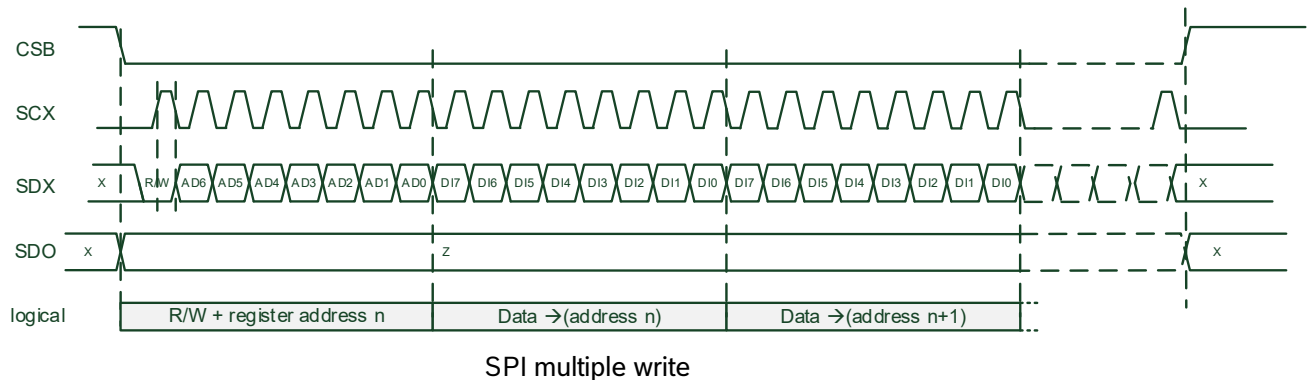 CSB
SCX
SDX X R/W AD6 AD5 AD4 AD3 AD2 AD1 AD0 DI7 DI6 DI5 DI4 DI3 DI2 DI1 DI0 DI7 DI6 DI5 DI4 DI3 DI2 DI1 DI0 X
SDO X Z X
logical R/W + register address n Data →(address n) Data →(address n+1)
SPI multiple write